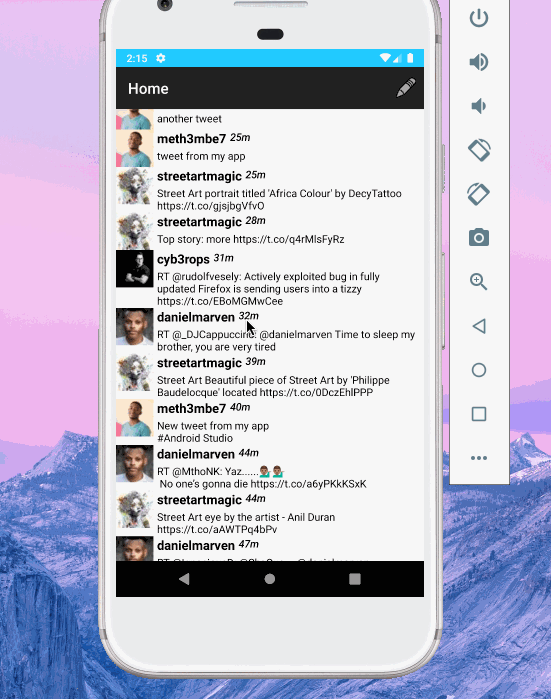 2:15
Home
another tweet
meth3mbe7 25m
tweet from my app
streetartmagic 25m
Street Art portrait titled 'Africa Colour' by DecyTattoo
https://t.co/gjsjbgVfvO
streetartmagic 28m
Top story: more https://t.co/q4rMlsFyRz
cyb3rops 31m
RT @rudolfvesely: Actively exploited bug in fully
updated Firefox is sending users into a tizzy
https://t.co/EBoMGMwCee
danielmarven 32m
RT @_DJCappuccino: @danielmarven Time to sleep my
brother, you are very tired
streetartmagic 39m
Street Art Beautiful piece of Street Art by 'Philippe
Baudelocque' located https://t.co/0DczEhlPPP
meth3mbe7 40m
New tweet from my app
#Android Studio
danielmarven 44m
RT @MthoNK: Yaz......🤷🏽‍♂️🤷🏽‍♂️
No one's gonna die https://t.co/a6yPKkKSxK
streetartmagic 44m
Street Art eye by the artist - Anil Duran
https://t.co/aAWTPq4bPv
danielmarven 47m